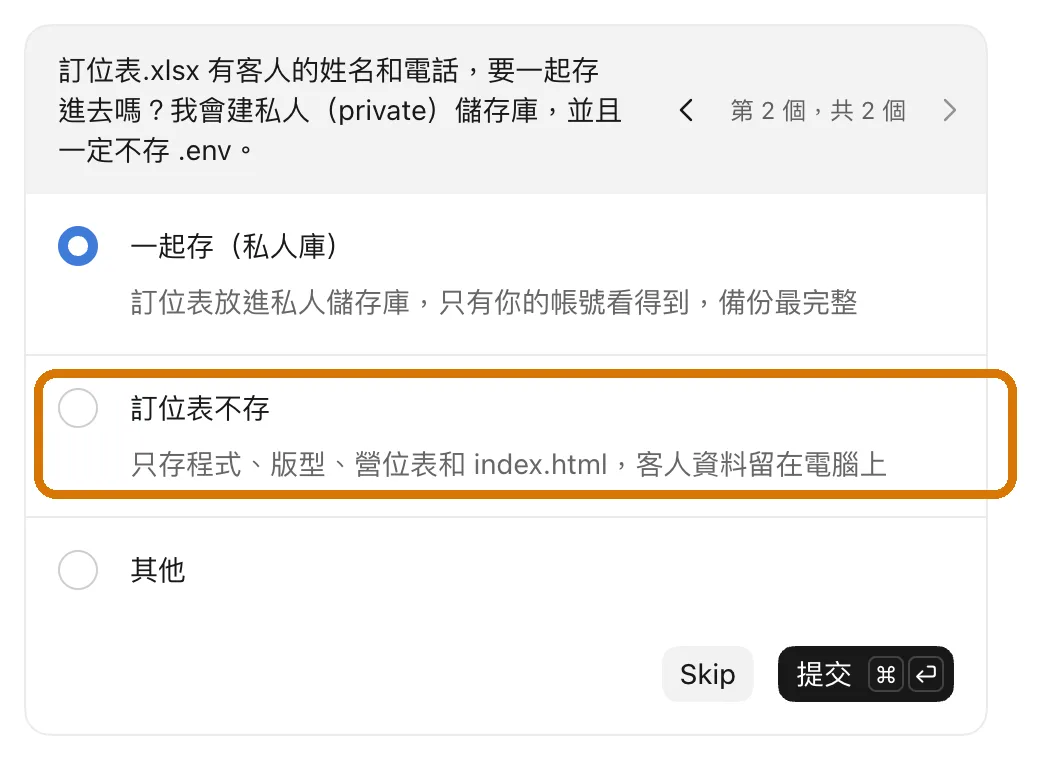 訂位表.xlsx 有客人的姓名和電話，要一起存
進去嗎？我會建私人（private）儲存庫，並且
一定不存 .env。
第 2 個，共 2 個
一起存（私人庫）
訂位表放進私人儲存庫，只有你的帳號看得到，備份最完整
訂位表不存
只存程式、版型、營位表和 index.html，客人資料留在電腦上
其他
Skip
提交 ⌘ ↩